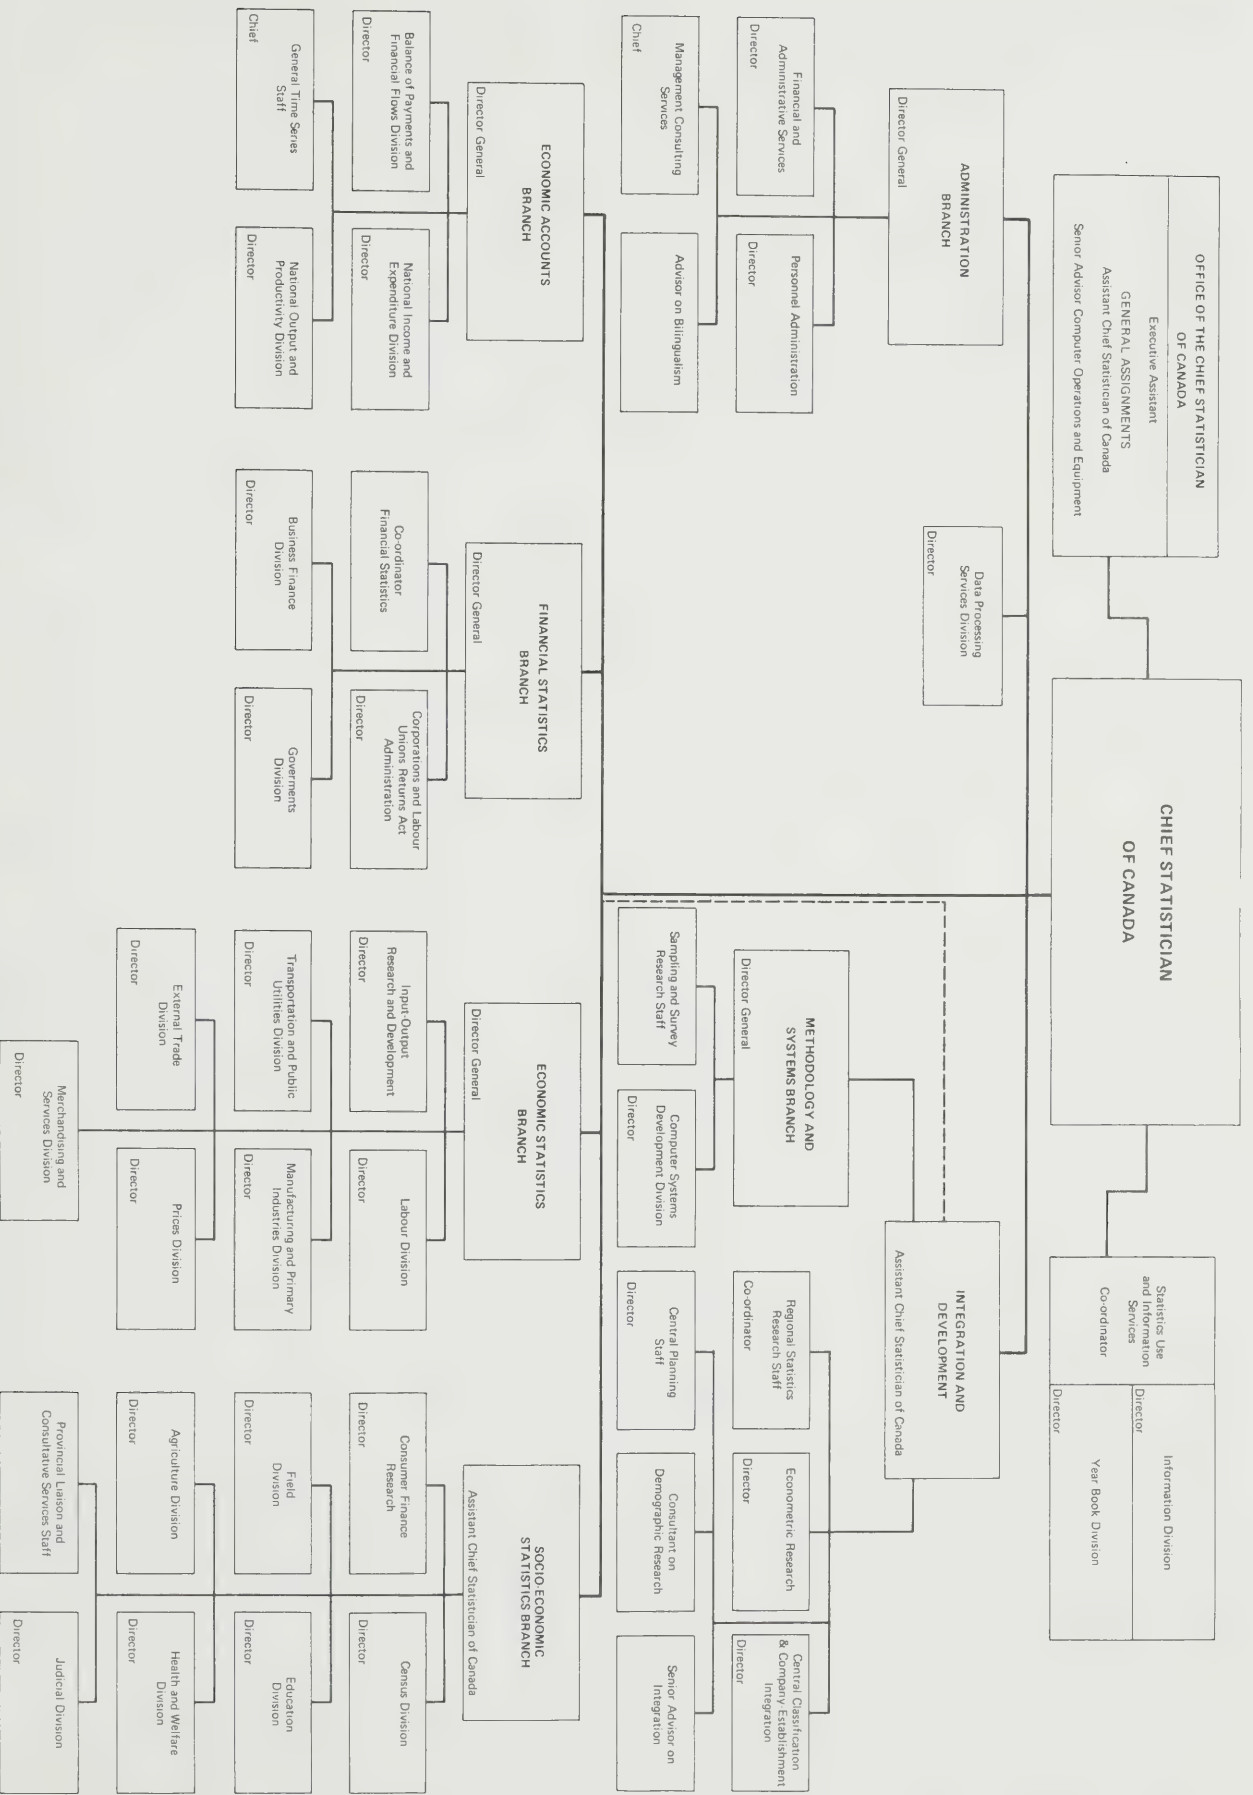 OFFICE OF THE CHIEF STATISTICIAN
OF CANADA
Executive Assistant
GENERAL ASSIGNMENTS
Assistant Chief Statistician of Canada
Senior Advisor Computer Operations and Equipment
CHIEF STATISTICIAN
OF CANADA
Statistics Use
and Information
Services
Co-ordinator
Information Division
Director
Year Book Division
Director
ADMINISTRATION
BRANCH
Director General
Data Processing
Services Division
Director
INTEGRATION AND
DEVELOPMENT
Assistant Chief Statistician of Canada
Financial and
Administrative Services
Director
Personnel Administration
Director
Management Consulting
Services
Chief
Advisor on Bilingualism
METHODOLOGY AND
SYSTEMS BRANCH
Director General
Sampling and Survey
Research Staff
Computer Systems
Development Division
Director
Regional Statistics
Research Staff
Co-ordinator
Econometric Research
Director
Central Classification
& Company Establishment
Integration
Director
Central Planning
Staff
Director
Consultant on
Demographic Research
Senior Advisor on
Integration
ECONOMIC ACCOUNTS
BRANCH
Director General
Balance of Payments and
Financial Flows Division
Director
National Income and
Expenditure Division
Director
General Time Series
Staff
Chief
National Output and
Productivity Division
Director
FINANCIAL STATISTICS
BRANCH
Director General
Co-ordinator
Financial Statistics
Corporations and Labour
Unions Returns Act
Administration
Director
Business Finance
Division
Director
Goverments
Division
Director
ECONOMIC STATISTICS
BRANCH
Director General
Input-Output
Research and Development
Director
Labour Division
Director
Transportation and Public
Utilities Division
Director
Manufacturing and Primary
Industries Division
Director
External Trade
Division
Director
Prices Division
Director
Merchandising and
Services Division
Director
SOCIO-ECONOMIC
STATISTICS BRANCH
Assistant Chief Statistician of Canada
Consumer Finance
Research
Director
Census Division
Director
Field
Division
Director
Education
Division
Director
Agriculture Division
Director
Health and Welfare
Division
Director
Provincial Liaison and
Consultative Services Staff
Director
Judicial Division
Director